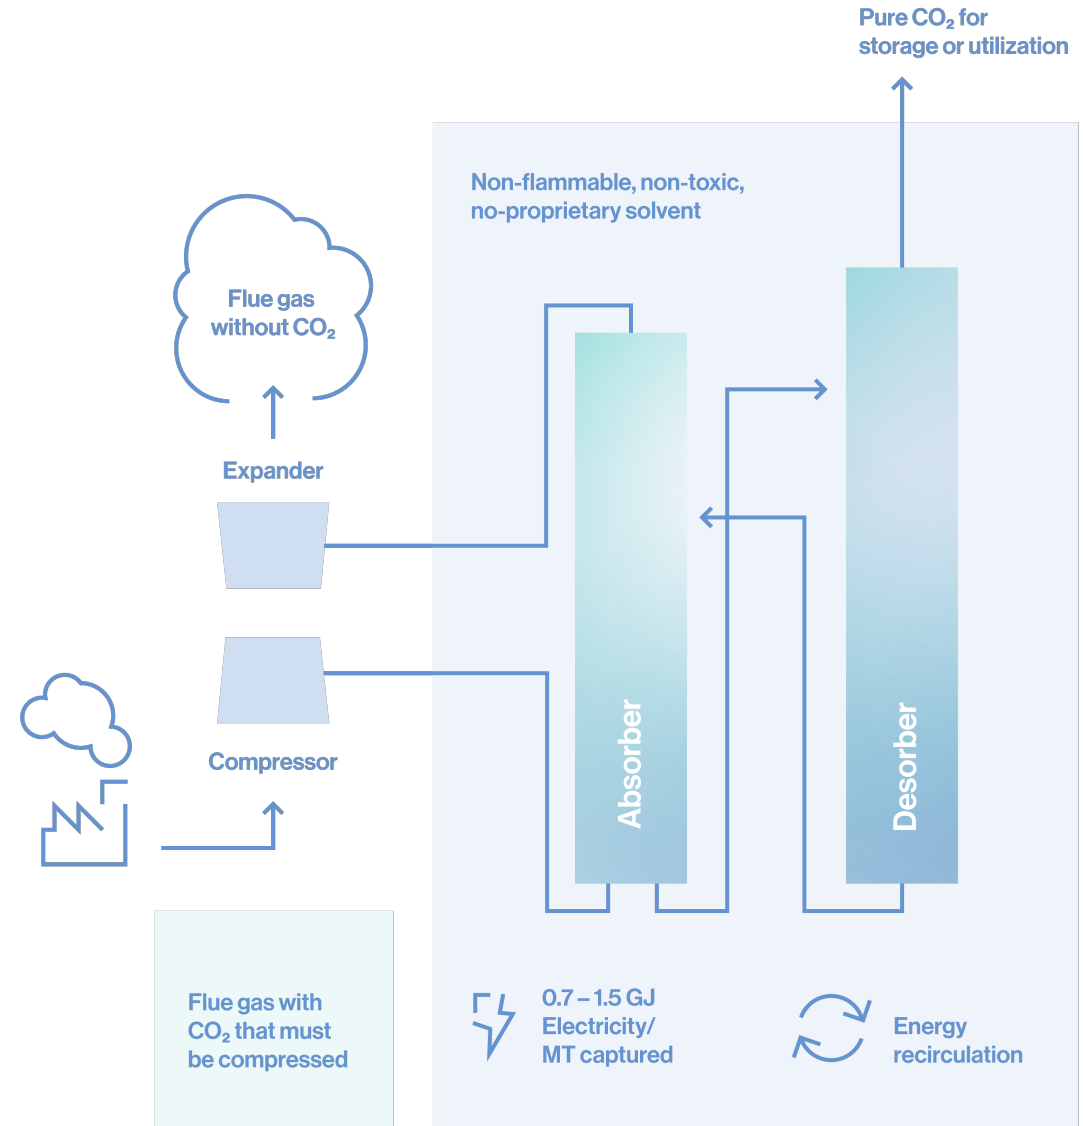 Pure CO₂ for
storage or utilization
Non-flammable, non-toxic,
no-proprietary solvent
Flue gas
without CO₂
Expander
Compressor
Absorber
Desorber
Flue gas with
CO₂ that must
be compressed
0.7 – 1.5 GJ
Electricity/
MT captured
Energy
recirculation